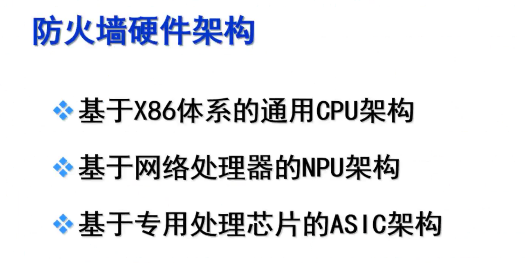 防火墙硬件架构
基于X86体系的通用CPU架构
基于网络处理器的NPU架构
基于专用处理芯片的ASIC架构